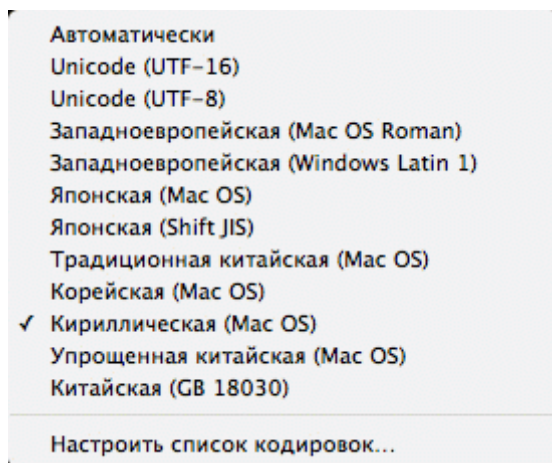 Автоматически
Unicode (UTF-16)
Unicode (UTF-8)
Западноевропейская (Mac OS Roman)
Западноевропейская (Windows Latin 1)
Японская (Mac OS)
Японская (Shift JIS)
Традиционная китайская (Mac OS)
Корейская (Mac OS)
✓ Кириллическая (Mac OS)
Упрощенная китайская (Mac OS)
Китайская (GB 18030)
Настроить список кодировок...